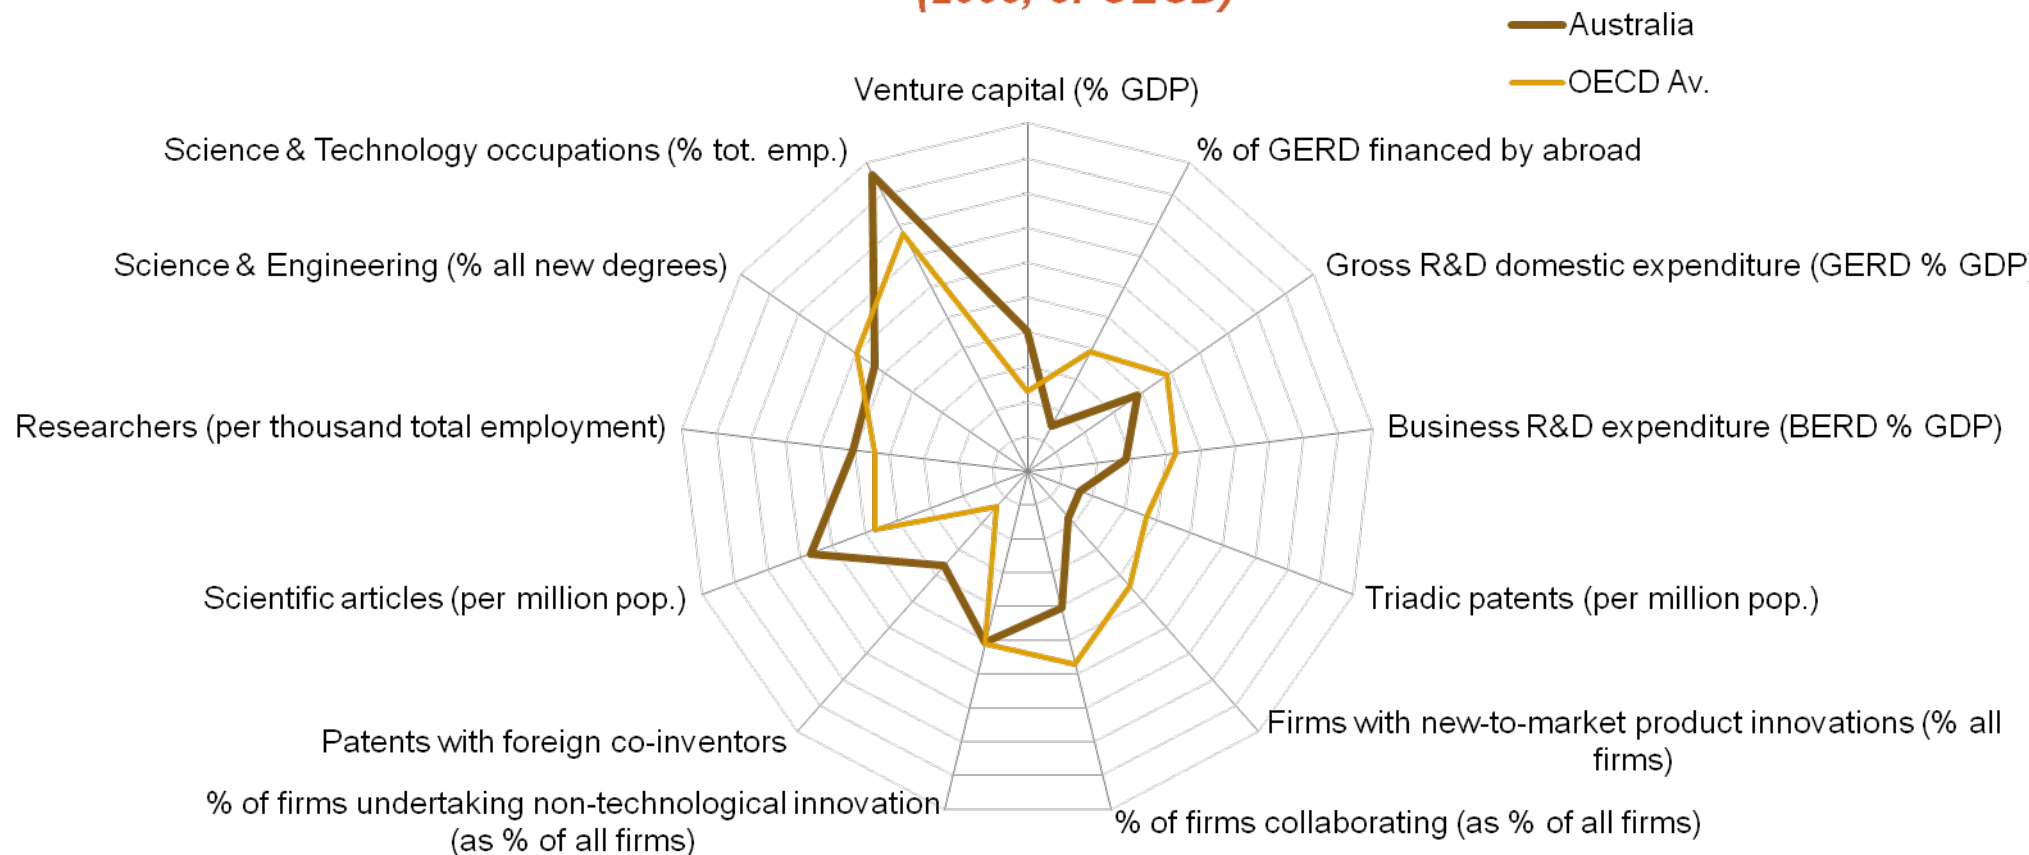 Australia
OECD Av.
Venture capital (% GDP)
Science & Technology occupations (% tot. emp.)
% of GERD financed by abroad
Science & Engineering (% all new degrees)
Gross R&D domestic expenditure (GERD % GDP)
Researchers (per thousand total employment)
Business R&D expenditure (BERD % GDP)
Scientific articles (per million pop.)
Triadic patents (per million pop.)
Patents with foreign co-inventors
Firms with new-to-market product innovations (% all
firms)
% of firms undertaking non-technological innovation
(as % of all firms)
% of firms collaborating (as % of all firms)